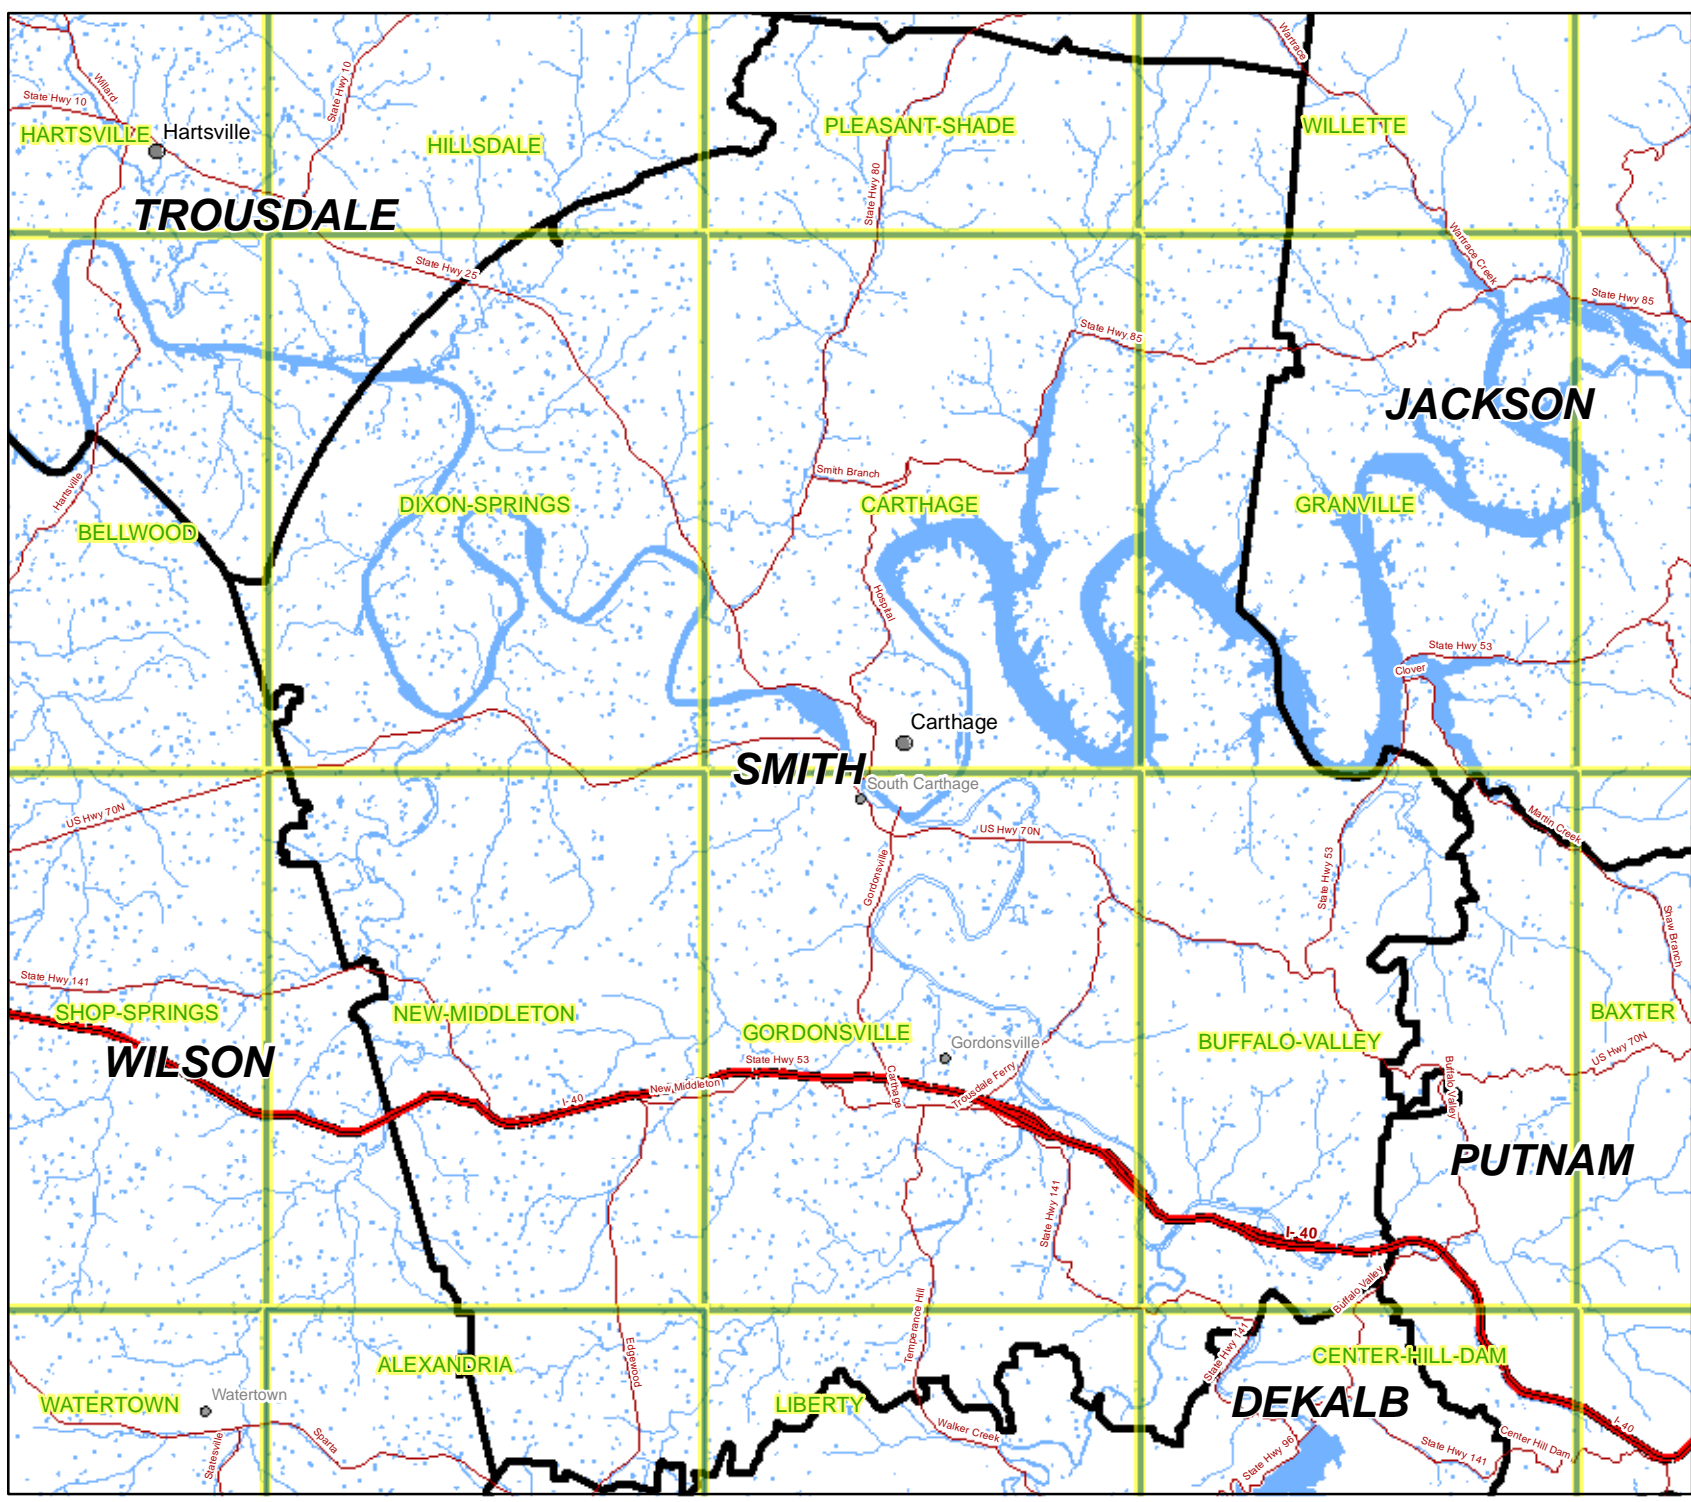 Wartrace
Willard
State Hwy 10
State Hwy 10
HARTSVILLE
Hartsville
HILLSDALE
PLEASANT-SHADE
WILLETTE
TROUSDALE
State Hwy 80
State Hwy 25
Wartrace Creek
State Hwy 85
State Hwy 85
JACKSON
Smith Branch
Hartsville
BELLWOOD
DIXON-SPRINGS
CARTHAGE
GRANVILLE
Hospital
State Hwy 53
Clover
Carthage
SMITH
South Carthage
US Hwy 70N
US Hwy 70N
Martin Creek
Gordonsville
State Hwy 53
Shaw Branch
State Hwy 141
SHOP-SPRINGS
NEW-MIDDLETON
GORDONSVILLE
Gordonsville
BUFFALO-VALLEY
BAXTER
US Hwy 70N
WILSON
State Hwy 53
New Middleton
I-40
Carthage
Trousdale Ferry
Buffalo Valley
PUTNAM
State Hwy 141
I-40
Buffalo Valley
Temperance Hill
Edgewood
State Hwy 141
ALEXANDRIA
CENTER-HILL-DAM
WATERTOWN
Watertown
LIBERTY
DEKALB
Walker Creek
I-40
Statesville
Sparta
State Hwy 96
State Hwy 141
Center Hill Dam